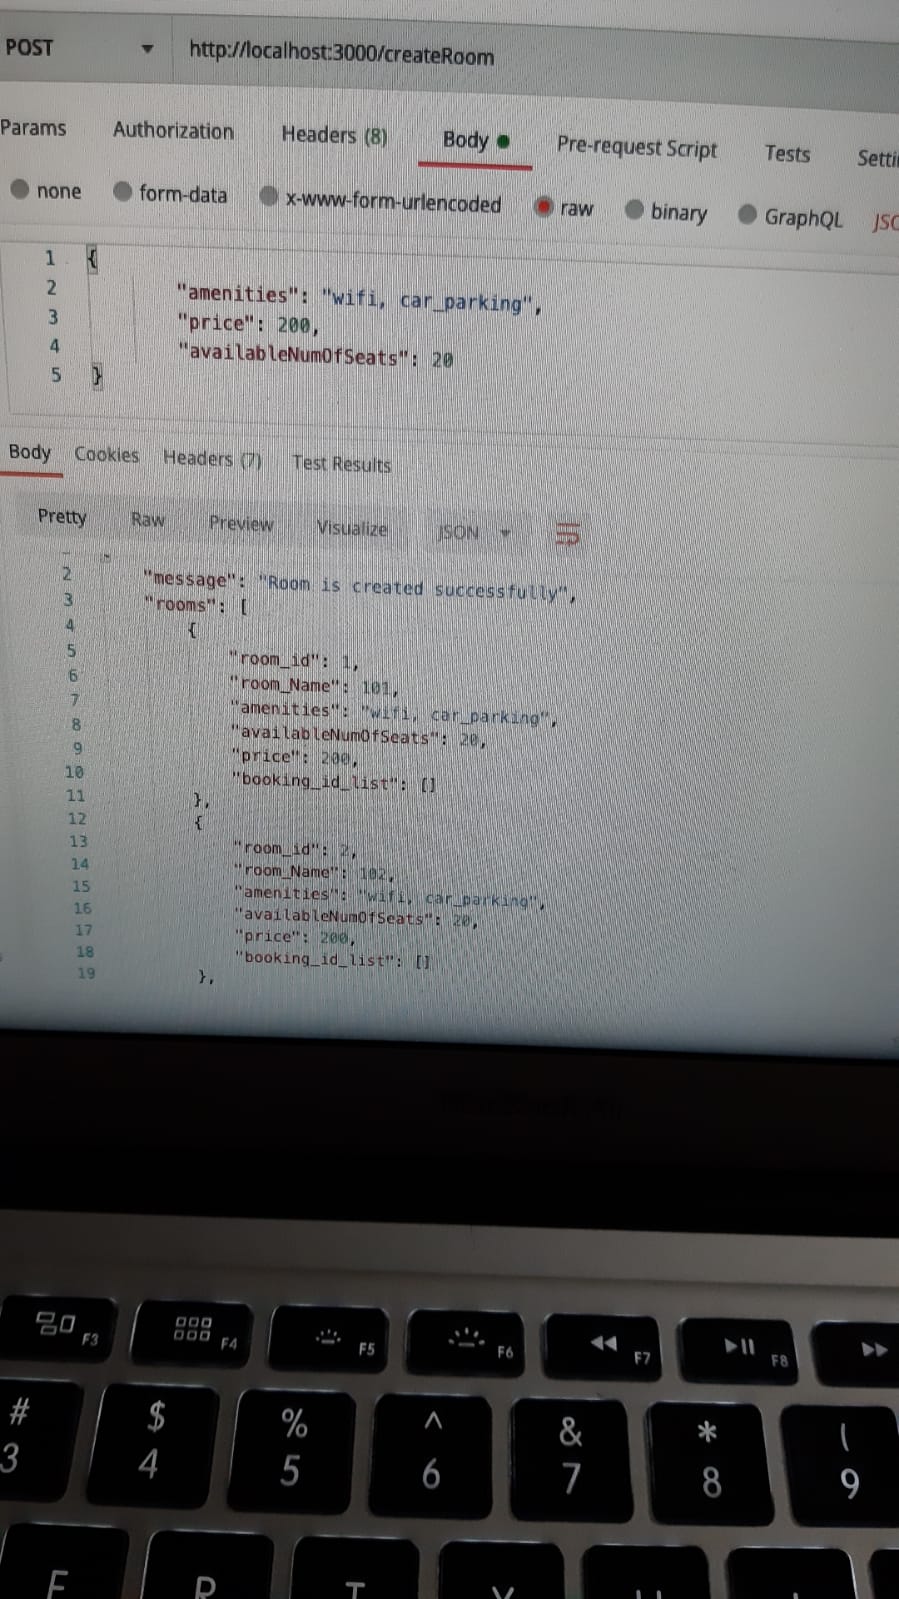 POST http://localhost:3000/createRoom
Params Authorization Headers (8) Body Pre-request Script Tests Setti
none form-data x-www-form-urlencoded raw binary GraphQL JSO
1 {
2 "amenities": "wifi, car_parking",
3 "price": 200,
4 "availableNumOfSeats": 20
5 }
Body Cookies Headers (7) Test Results
Pretty Raw Preview Visualize JSON
2 "message": "Room is created successfully",
3 "rooms": [
4 {
5 "room_id": 1,
6 "room_Name": 101,
7 "amenities": "wifi, car_parking",
8 "availableNumOfSeats": 20,
9 "price": 200,
10 "booking_id_list": []
11 },
12 {
13 "room_id": 2,
14 "room_Name": 102,
15 "amenities": "wifi, car_parking",
16 "availableNumOfSeats": 20,
17 "price": 200,
18 "booking_id_list": []
19 },
F3 F4 F5 F6 F7 F8
# $ % ^ & * (
3 4 5 6 7 8 9
R T